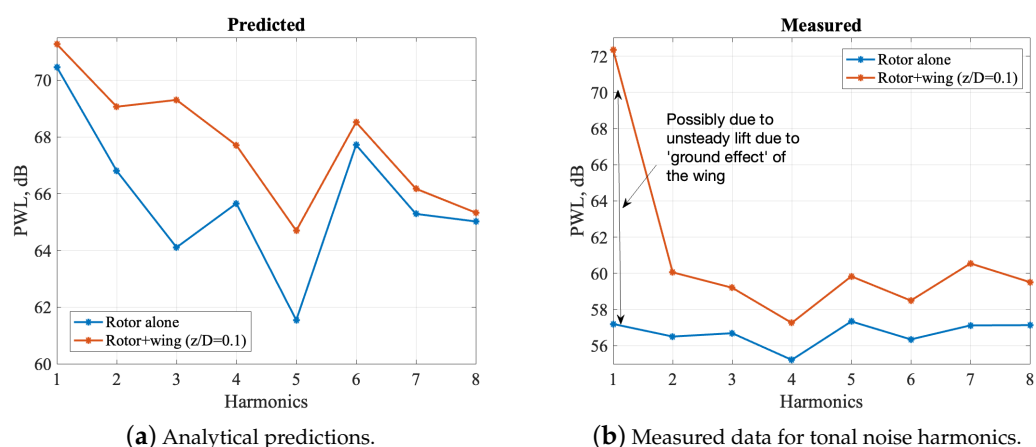 Predicted
PWL, dB
70
68
66
64
62
60
1 2 3 4 5 6 7 8
Harmonics
Rotor alone
Rotor+wing (z/D=0.1)
(a) Analytical predictions.
Measured
PWL, dB
72
70
68
66
64
62
60
58
56
1 2 3 4 5 6 7 8
Harmonics
Rotor alone
Rotor+wing (z/D=0.1)
Possibly due to
unsteady lift due to
'ground effect' of
the wing
(b) Measured data for tonal noise harmonics.